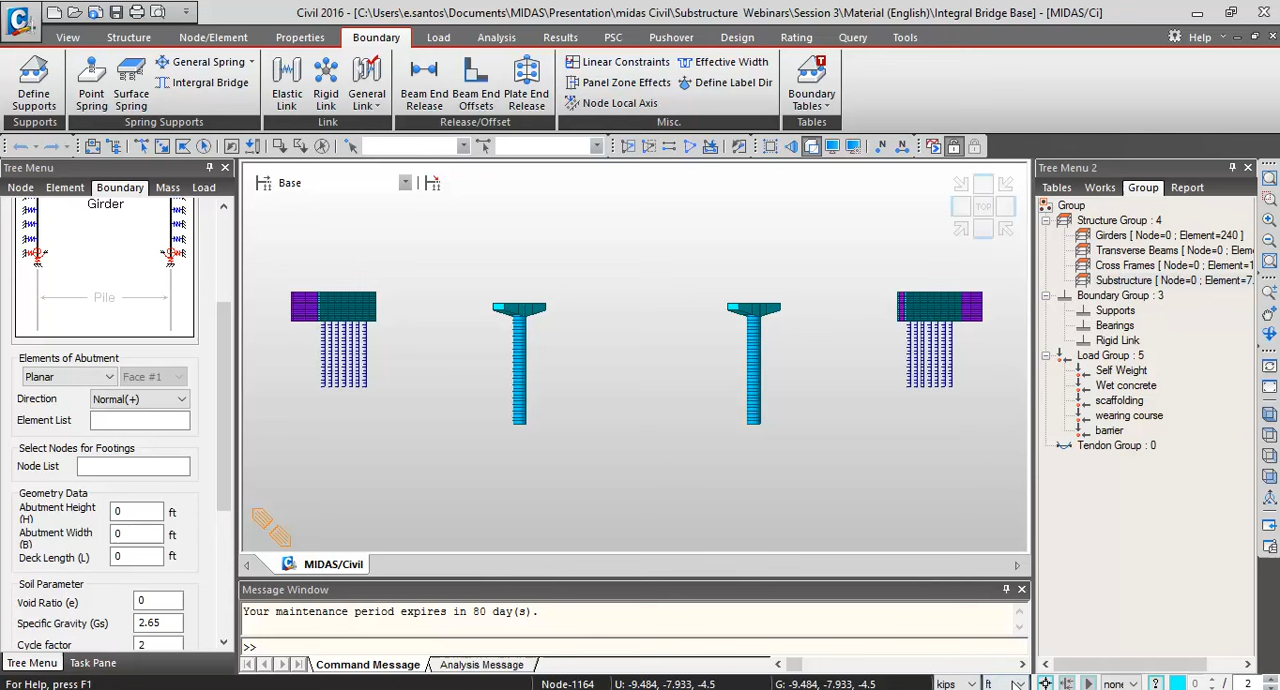 Civil 2016 - [C:\Users\e.santos\Documents\MIDAS\Presentation\midas Civil\Substructure Webinars\Session 3\Material (English)\Integral Bridge Base] - [MIDAS/Ci]
View Structure Node/Element Properties Boundary Load Analysis Results PSC Pushover Design Rating Query Tools Help
Define Supports
Point Spring
Surface Spring
General Spring
Integral Bridge
Elastic Link
Rigid Link
General Link
Beam End Release
Beam End Offsets
Plate End Release
Linear Constraints
Panel Zone Effects
Node Local Axis
Effective Width
Define Label Dir
Boundary Tables
Supports Spring Supports Link Release/Offset Misc. Tables
Tree Menu
Node Element Boundary Mass Load
Girder
Pile
Elements of Abutment
Planar Face #1
Direction Normal(+)
Element List
Select Nodes for Footings
Node List
Geometry Data
Abutment Height (H) 0 ft
Abutment Width (B) 0 ft
Deck Length (L) 0 ft
Soil Parameter
Void Ratio (e) 0
Specific Gravity (Gs) 2.65
Cycle factor 2
Tree Menu Task Pane
Base
TOP
MIDAS/Civil
Message Window
Your maintenance period expires in 80 day(s).
>>
Command Message Analysis Message
Tree Menu 2
Tables Works Group Report
Group
Structure Group : 4
Girders [ Node=0 ; Element=240 ]
Transverse Beams [ Node=0 ; Element=
Cross Frames [ Node=0 ; Element=1
Substructure [ Node=0 ; Element=7.
Boundary Group : 3
Supports
Bearings
Rigid Link
Load Group : 5
Self Weight
Wet concrete
scaffolding
wearing course
barrier
Tendon Group : 0
For Help, press F1
Node-1164
U: -9.484, -7.933, -4.5
G: -9.484, -7.933, -4.5
kips
ft
none
? 0 / 2